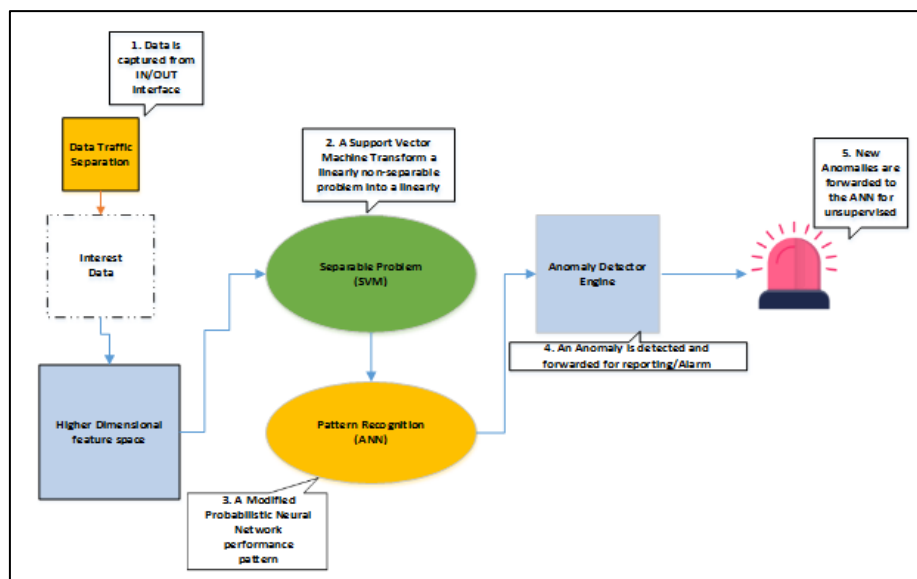 1. Data is
captured from
IN/OUT
Interface
Data Traffic
Separation
Interest
Data
Higher Dimensional
feature space
2. A Support Vector
Machine Transform a
linearly non-separable
problem into a linearly
Separable Problem
(SVM)
Pattern Recognition
(ANN)
3. A Modified
Probabilistic Neural
Network
performance
pattern
Anomaly Detector
Engine
4. An Anomaly is detected and
forwarded for reporting/Alarm
5. New
Anomalies are
forwarded to
the ANN for
unsupervised